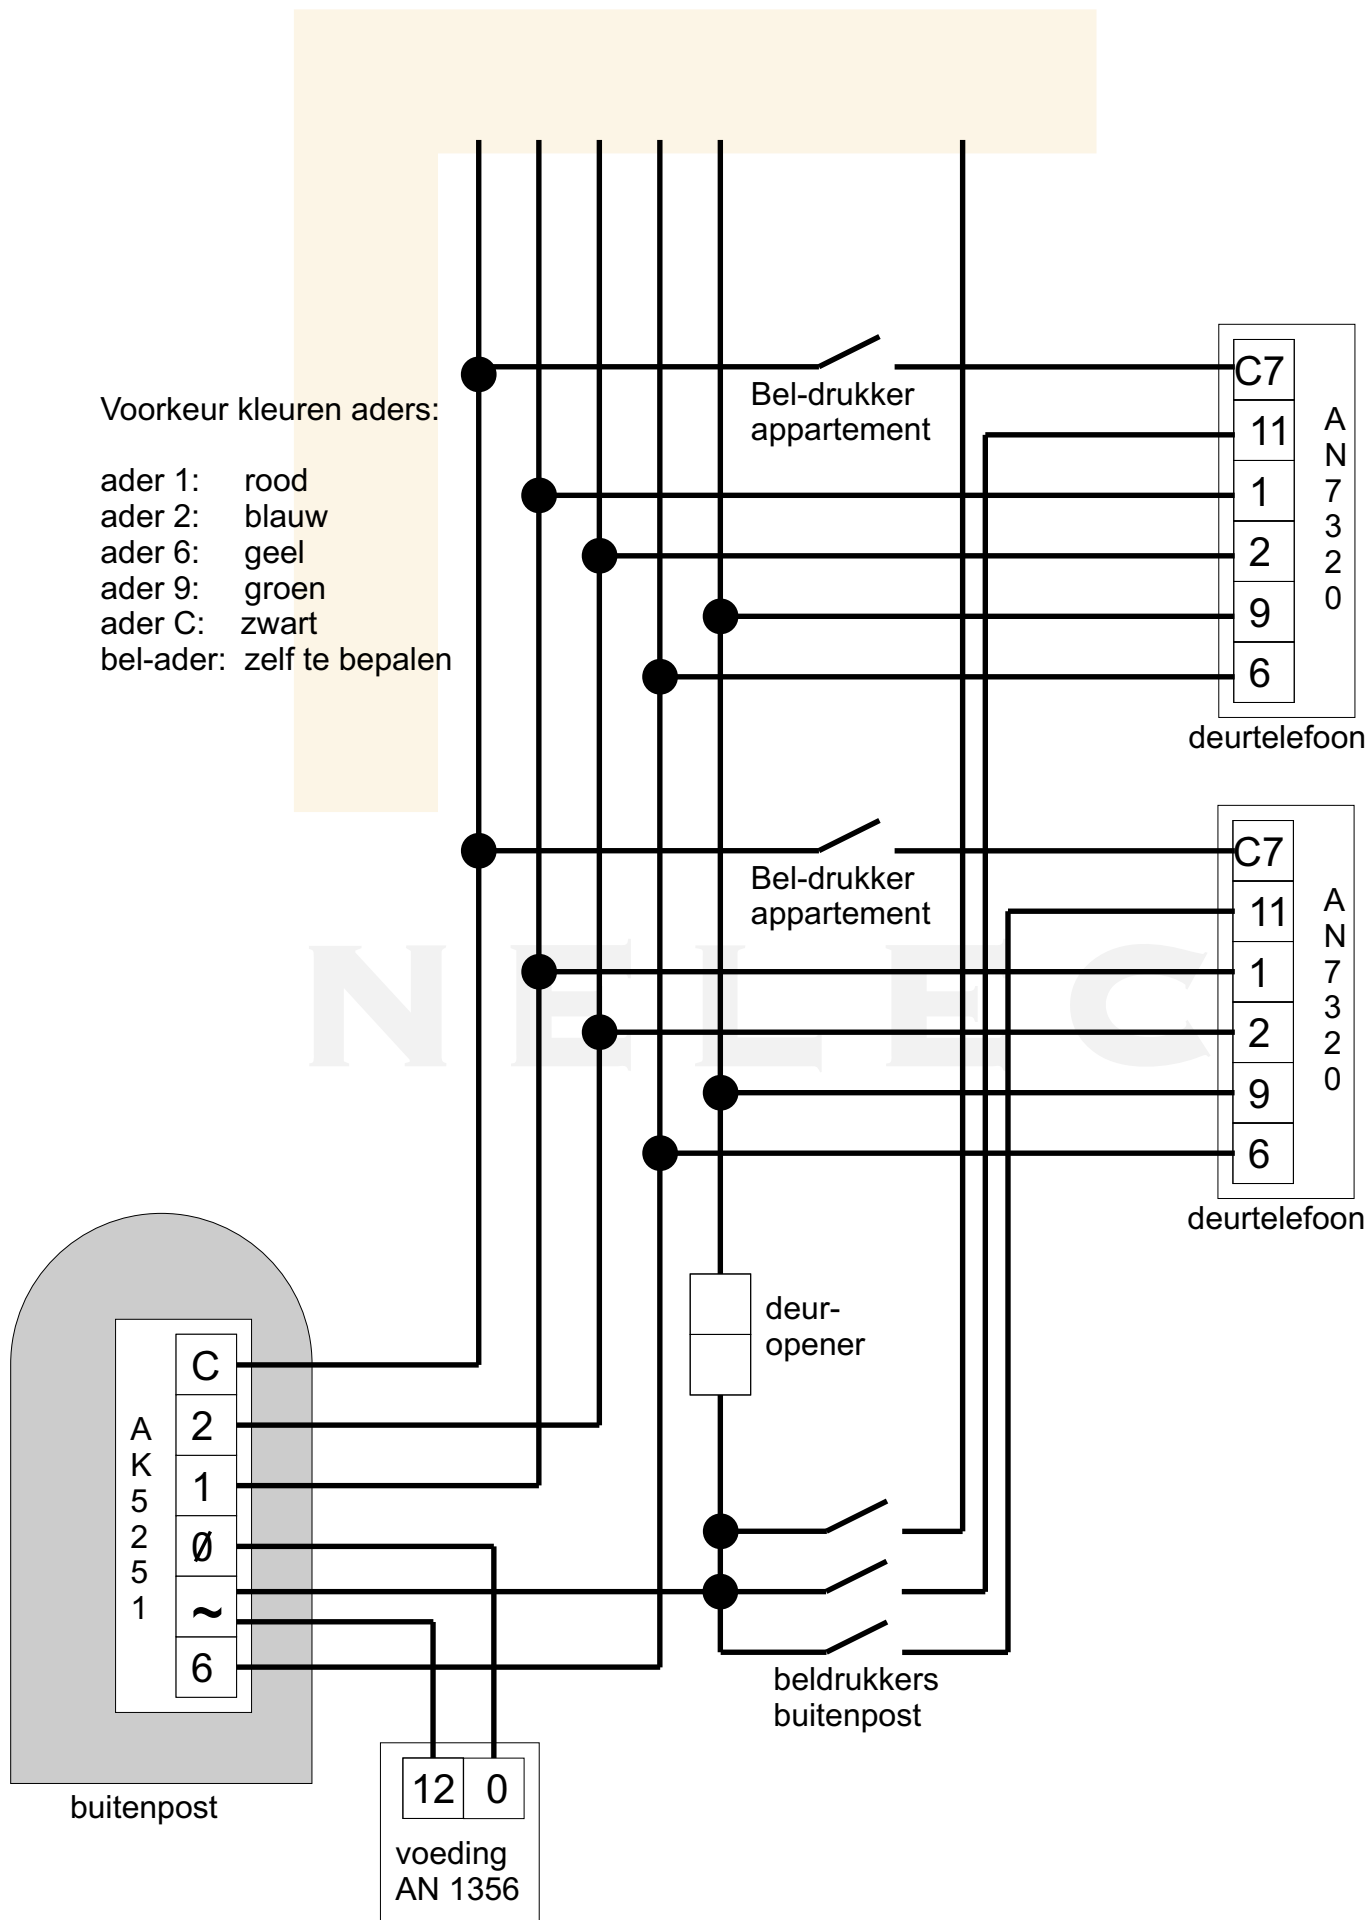 Voorkeur kleuren aders:
ader 1: rood
ader 2: blauw
ader 6: geel
ader 9: groen
ader C: zwart
bel-ader: zelf te bepalen
Bel-drukker
appartement
C7
11
1
2
9
6
A
N
7
3
2
0
deurtelefoon
Bel-drukker
appartement
C7
11
1
2
9
6
A
N
7
3
2
0
deurtelefoon
NELEC
deur-
opener
A
K
5
2
5
1
C
2
1
Ø
~
6
buitenpost
beldrukkers
buitenpost
12 0
voeding
AN 1356